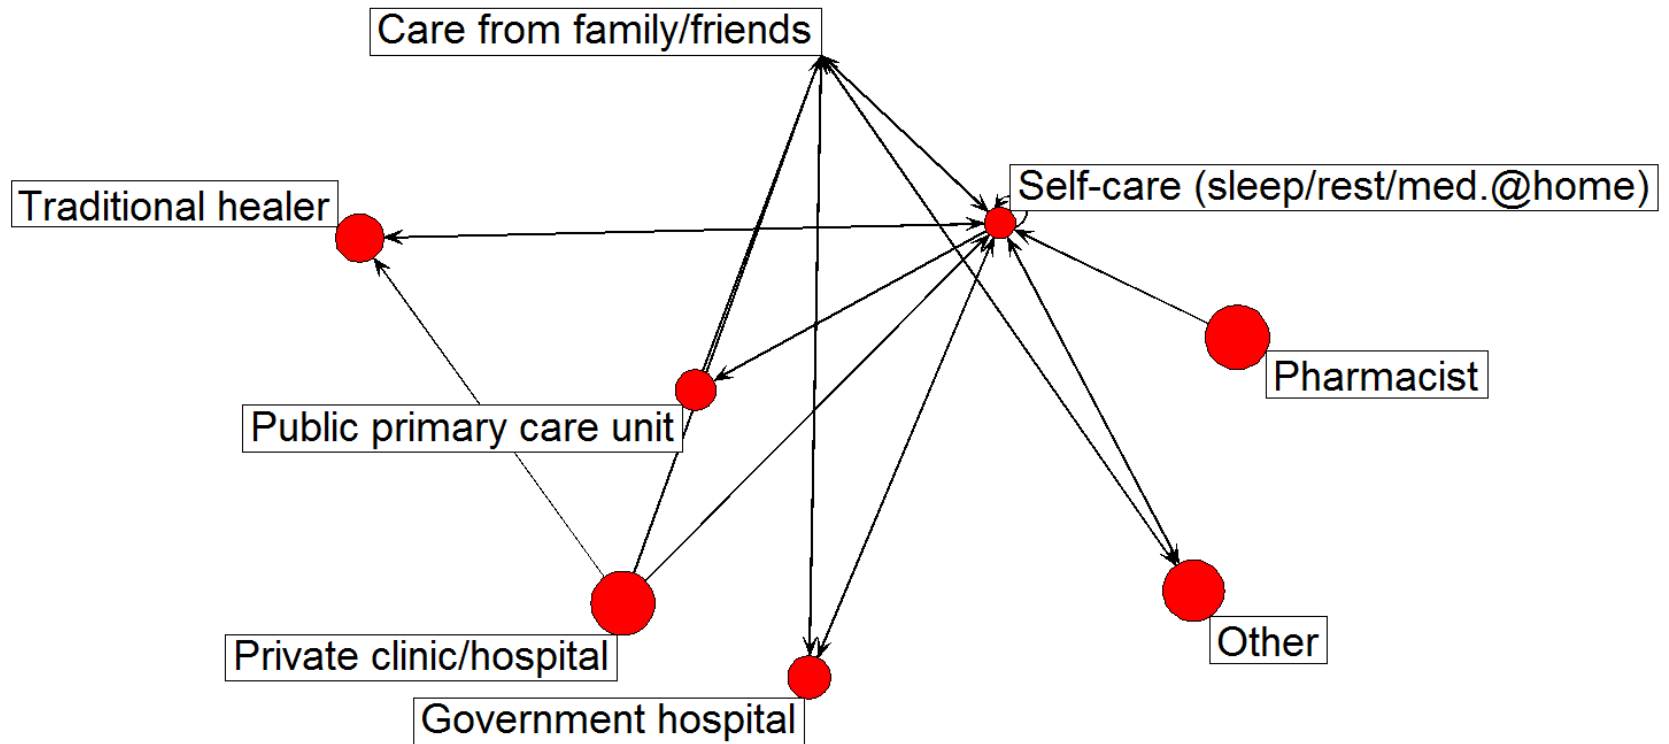 Care from family/friends
Self-care (sleep/rest/med.@home)
Traditional healer
Pharmacist
Public primary care unit
Private clinic/hospital
Other
Government hospital